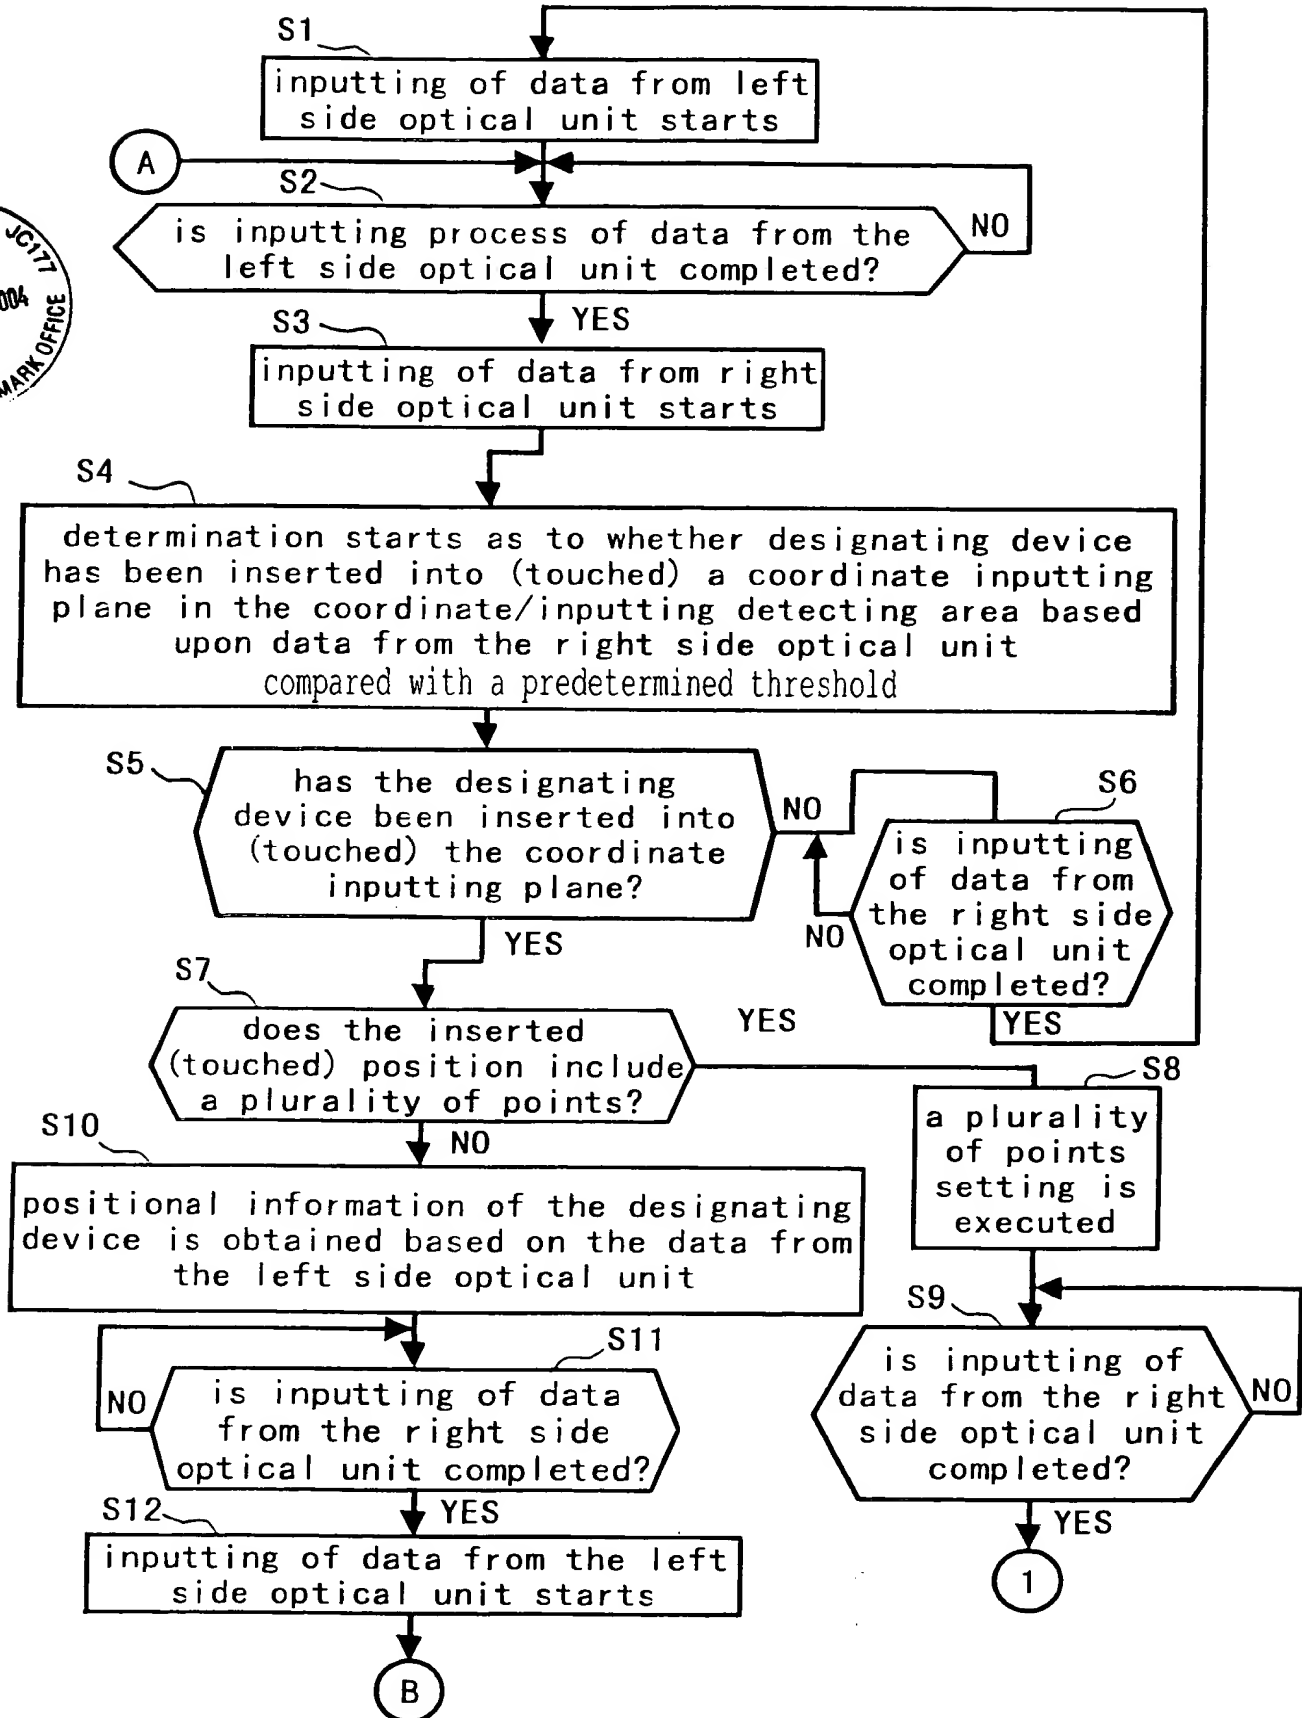 S1
inputting of data from left
side optical unit starts
A
S2
is inputting process of data from the
left side optical unit completed?
NO
JC177
004
MARK OFFICE
YES
S3
inputting of data from right
side optical unit starts
S4
determination starts as to whether designating device
has been inserted into (touched) a coordinate inputting
plane in the coordinate/inputting detecting area based
upon data from the right side optical unit
compared with a predetermined threshold
S5
has the designating
device been inserted into
(touched) the coordinate
inputting plane?
NO
S6
is inputting
of data from
the right side
optical unit
completed?
NO
YES
YES
S7
does the inserted
(touched) position include
a plurality of points?
YES
S8
a plurality
of points
setting is
executed
NO
S10
positional information of the designating
device is obtained based on the data from
the left side optical unit
S9
is inputting of
data from the right
side optical unit
completed?
NO
YES
1
S11
is inputting of data
from the right side
optical unit completed?
NO
YES
S12
inputting of data from the left
side optical unit starts
B